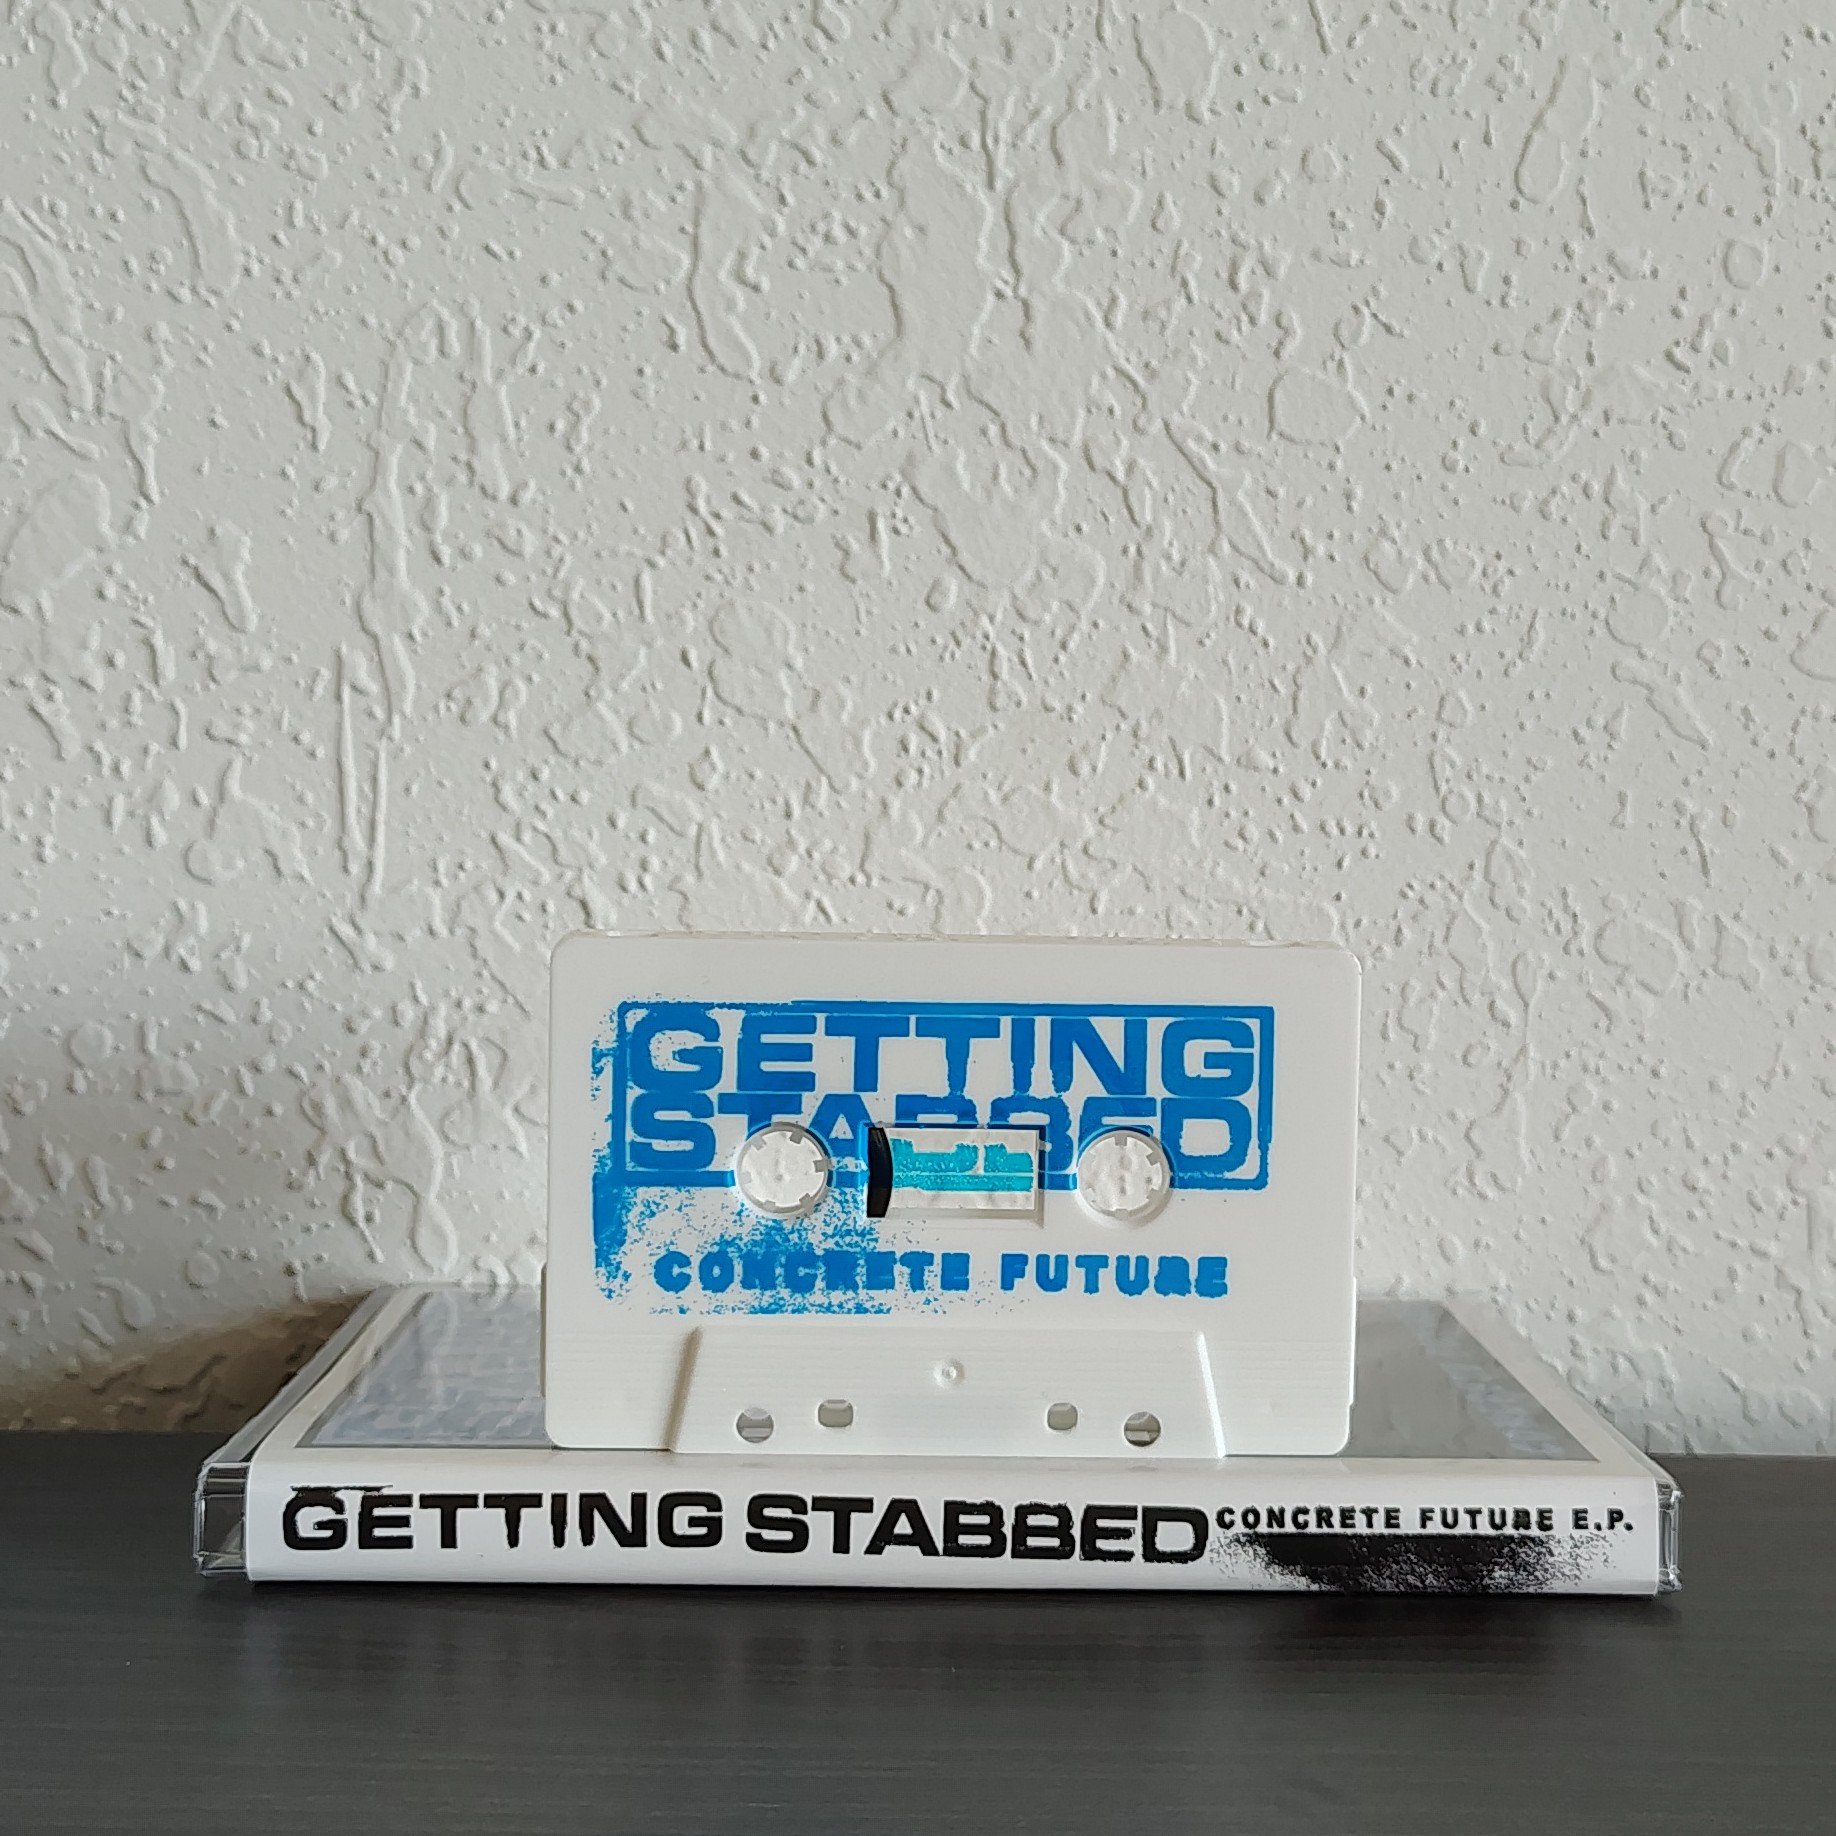 GETTING
STABBED
CONCRETE FUTURE
GETTING STABBED CONCRETE FUTURE E.P.